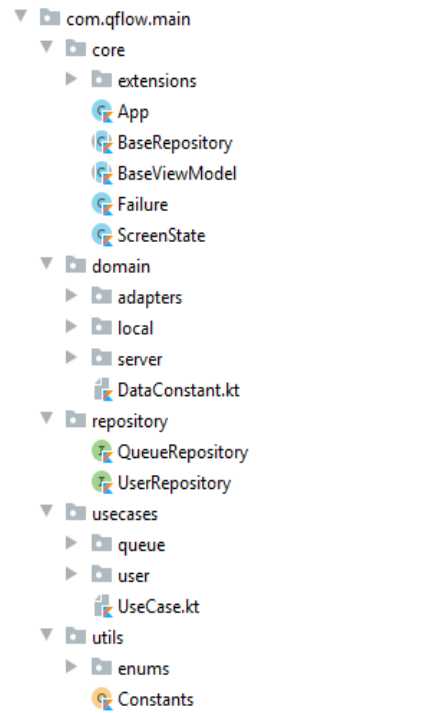 com.qflow.main
core
extensions
App
BaseRepository
BaseViewModel
Failure
ScreenState
domain
adapters
local
server
DataConstant.kt
repository
QueueRepository
UserRepository
usecases
queue
user
UseCase.kt
utils
enums
Constants